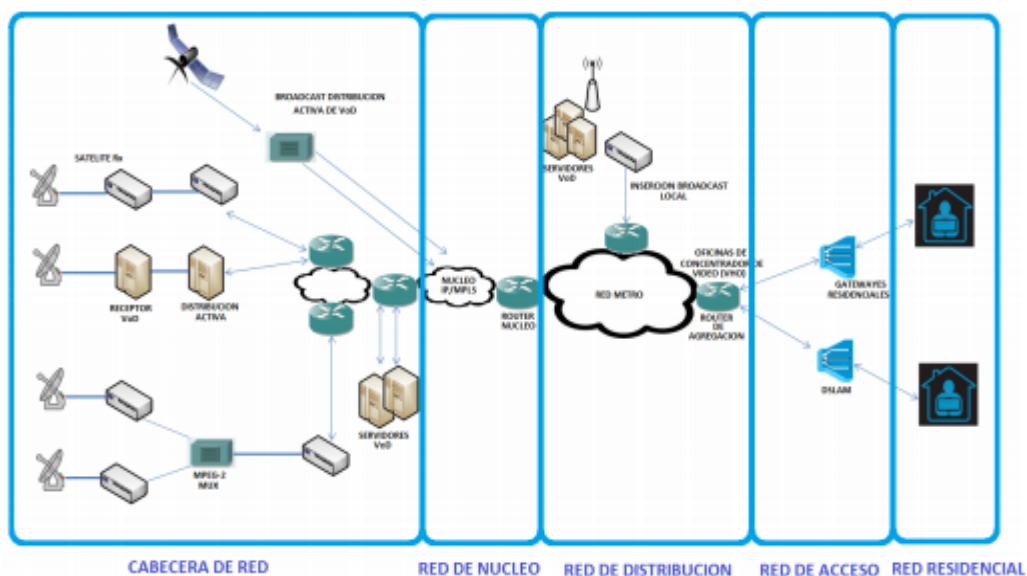 BROADCAST DISTRIBUCION
ACTIVA DE VoD
SATELITE Rx
RECEPTOR
VoD
DISTRIBUCION
ACTIVA
MPEG-2
MUX
SERVIDORES
VoD
NUCLEO
IP/MPLS
ROUTER
NUCLEO
SERVIDORES
VoD
INSERCION BROADCAST
LOCAL
RED METRO
OFICINAS DE
CONCENTRADOR DE
VIDEO (VHO)
ROUTER
DE
AGREGACION
GATEWAYES
RESIDENCIALES
DSLAM
CABECERA DE RED
RED DE NUCLEO
RED DE DISTRIBUCION
RED DE ACCESO
RED RESIDENCIAL